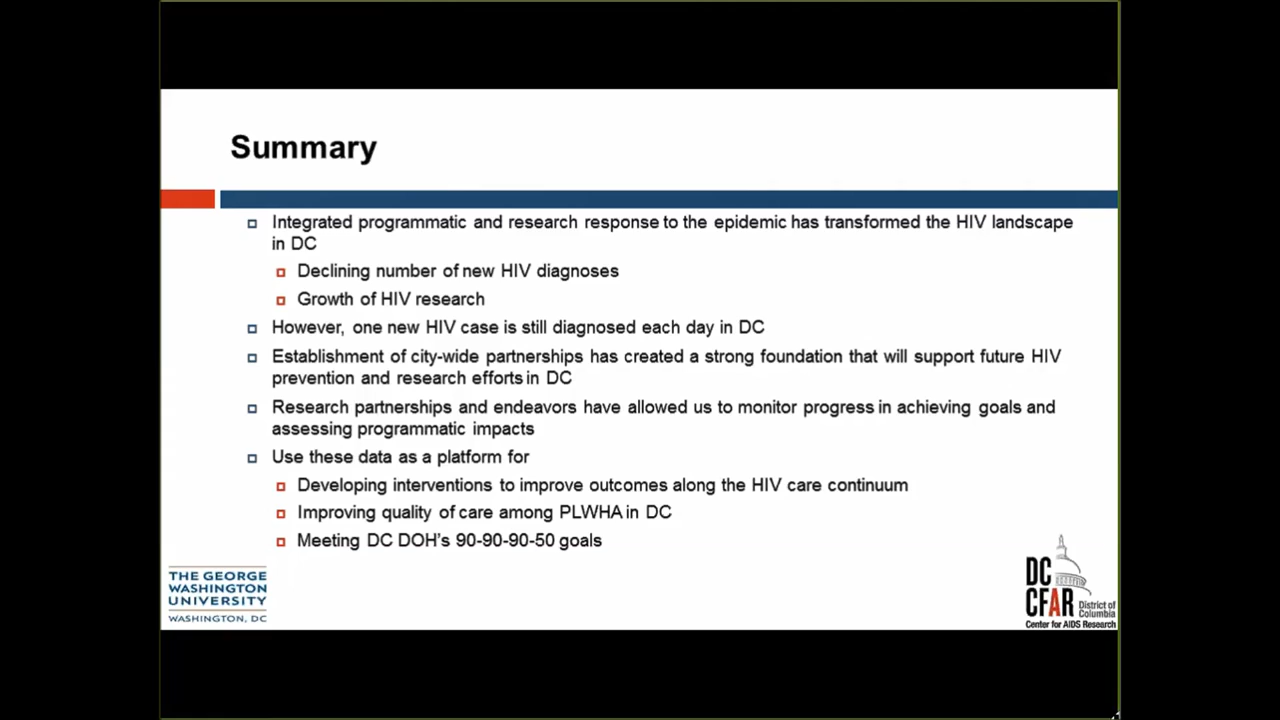 Summary
Integrated programmatic and research response to the epidemic has transformed the HIV landscape
in DC
Declining number of new HIV diagnoses
Growth of HIV research
However, one new HIV case is still diagnosed each day in DC
Establishment of city-wide partnerships has created a strong foundation that will support future HIV
prevention and research efforts in DC
Research partnerships and endeavors have allowed us to monitor progress in achieving goals and
assessing programmatic impacts
Use these data as a platform for
Developing interventions to improve outcomes along the HIV care continuum
Improving quality of care among PLWHA in DC
Meeting DC DOH's 90-90-90-50 goals
THE GEORGE
WASHINGTON
UNIVERSITY
WASHINGTON, DC
DC
CFAR
District of
Columbia
Center for AIDS Research